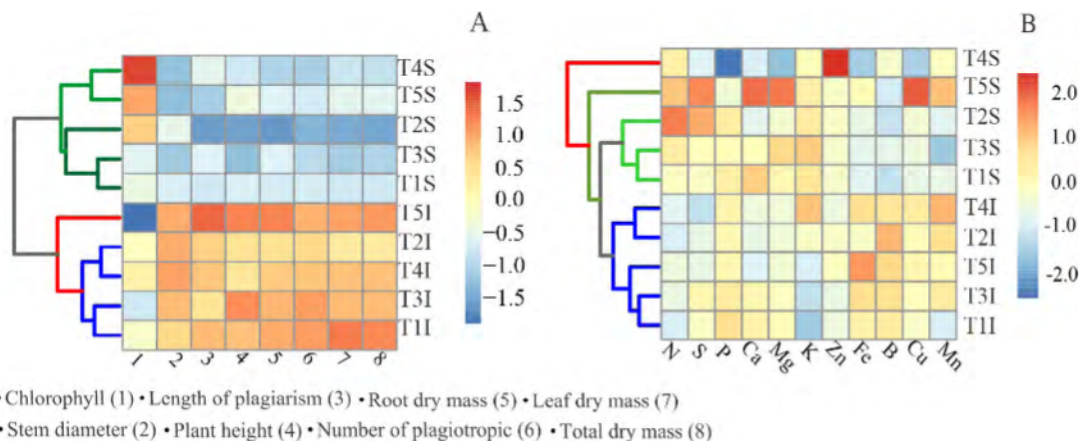 A
B
T4S
T5S
T2S
T3S
T1S
T5I
T2I
T4I
T3I
T1I
1 2 3 4 5 6 7 8
1.5
1.0
0.5
0.0
−0.5
−1.0
−1.5
T4S
T5S
T2S
T3S
T1S
T4I
T2I
T5I
T3I
T1I
N S P Ca Mg K Zn Fe B Cu Mn
2.0
1.0
0.0
-1.0
-2.0
• Chlorophyll (1) • Length of plagiarism (3) • Root dry mass (5) • Leaf dry mass (7)
• Stem diameter (2) • Plant height (4) • Number of plagiotropic (6) • Total dry mass (8)